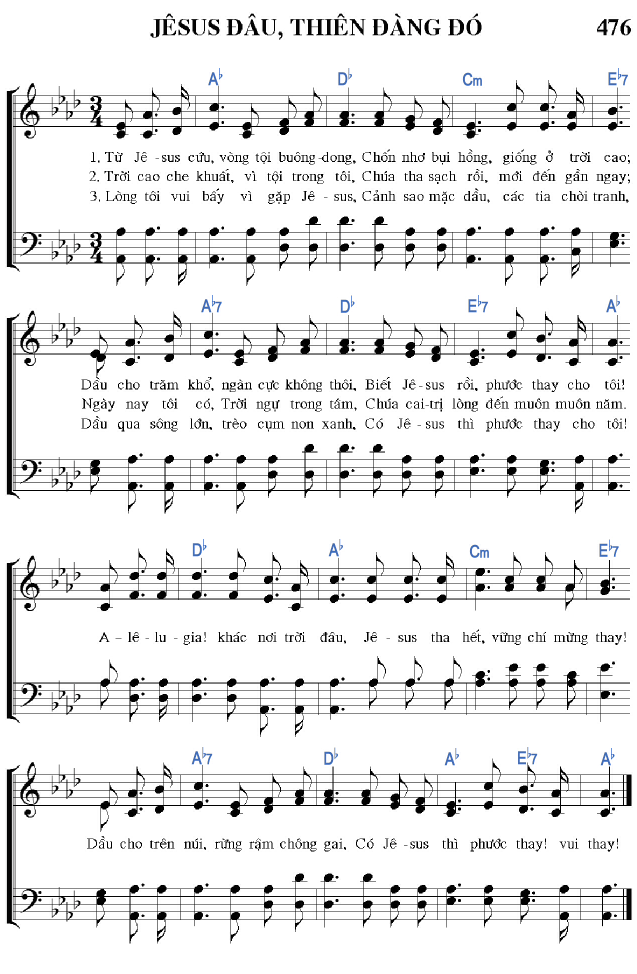 JÊSUS ĐÂU, THIÊN ĐÀNG ĐÓ 476
A♭ D♭ Cm E♭7
3/4
1. Từ Jê-sus cứu, vòng tội buông-dong, Chốn nhơ bụi hồng, giống ở trời cao;
2. Trời cao che khuất, vì tội trong tôi, Chúa tha sạch rồi, mới đến gần ngay;
3. Lòng tôi vui bấy vì gặp Jê-sus, Cảnh sao mặc dầu, các tia chòi tranh,
3/4
A♭7 D♭ E♭7 A♭
Dầu cho trăm khổ, ngàn cực không thôi, Biết Jê-sus rồi, phước thay cho tôi!
Ngày nay tôi có, Trời ngự trong tâm, Chúa cai-trị lòng đến muôn muôn năm.
Dầu qua sông lớn, trèo cụm non xanh, Có Jê-sus thì phước thay cho tôi!
D♭ A♭ Cm E♭7
A-lê-lu-gia! khác nơi trời đâu, Jê-sus tha hết, vững chí mừng thay!
A♭7 D♭ A♭ E♭7 A♭
Dầu cho trên núi, rừng rậm chông gai, Có Jê-sus thì phước thay! vui thay!